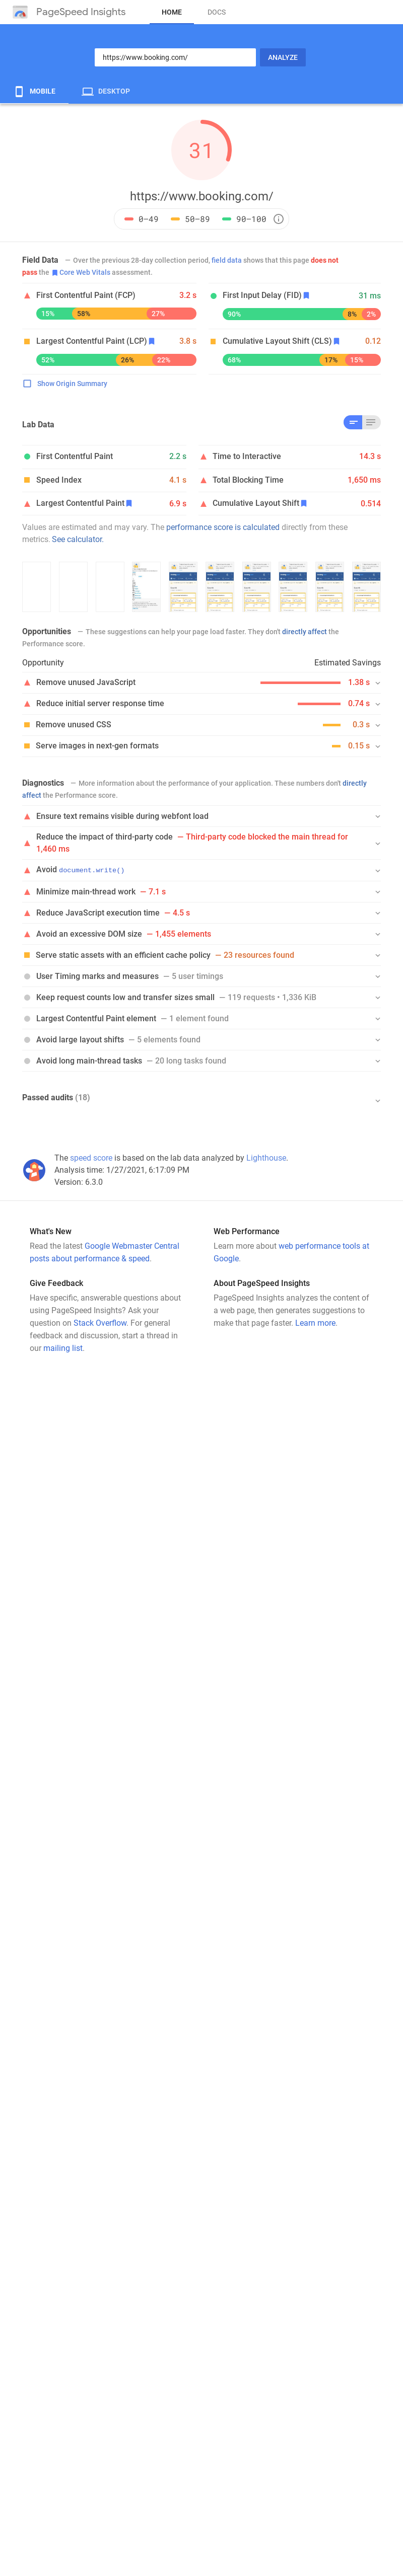 PageSpeed Insights
HOME
DOCS
https://www.booking.com/
ANALYZE
MOBILE
DESKTOP
31
https://www.booking.com/
0–49
50–89
90–100
Field Data — Over the previous 28-day collection period, field data shows that this page does not
pass the Core Web Vitals assessment.
First Contentful Paint (FCP) 3.2 s
15% 58% 27%
First Input Delay (FID) 31 ms
90% 8% 2%
Largest Contentful Paint (LCP) 3.8 s
52% 26% 22%
Cumulative Layout Shift (CLS) 0.12
68% 17% 15%
Show Origin Summary
Lab Data
First Contentful Paint 2.2 s
Time to Interactive 14.3 s
Speed Index 4.1 s
Total Blocking Time 1,650 ms
Largest Contentful Paint 6.9 s
Cumulative Layout Shift 0.514
Values are estimated and may vary. The performance score is calculated directly from these
metrics. See calculator.
Opportunities — These suggestions can help your page load faster. They don't directly affect the
Performance score.
Opportunity Estimated Savings
Remove unused JavaScript 1.38 s
Reduce initial server response time 0.74 s
Remove unused CSS 0.3 s
Serve images in next-gen formats 0.15 s
Diagnostics — More information about the performance of your application. These numbers don't directly
affect the Performance score.
Ensure text remains visible during webfont load
Reduce the impact of third-party code — Third-party code blocked the main thread for
1,460 ms
Avoid document.write()
Minimize main-thread work — 7.1 s
Reduce JavaScript execution time — 4.5 s
Avoid an excessive DOM size — 1,455 elements
Serve static assets with an efficient cache policy — 23 resources found
User Timing marks and measures — 5 user timings
Keep request counts low and transfer sizes small — 119 requests • 1,336 KiB
Largest Contentful Paint element — 1 element found
Avoid large layout shifts — 5 elements found
Avoid long main-thread tasks — 20 long tasks found
Passed audits (18)
The speed score is based on the lab data analyzed by Lighthouse.
Analysis time: 1/27/2021, 6:17:09 PM
Version: 6.3.0
What's New
Read the latest Google Webmaster Central
posts about performance & speed.
Give Feedback
Have specific, answerable questions about
using PageSpeed Insights? Ask your
question on Stack Overflow. For general
feedback and discussion, start a thread in
our mailing list.
Web Performance
Learn more about web performance tools at
Google.
About PageSpeed Insights
PageSpeed Insights analyzes the content of
a web page, then generates suggestions to
make that page faster. Learn more.